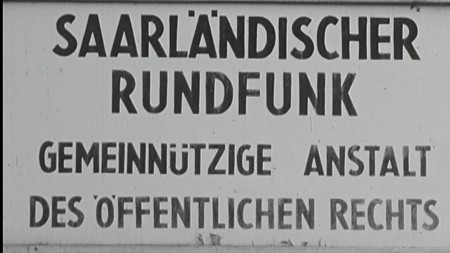 SAARLÄNDISCHER
RUNDFUNK
GEMEINNÜTZIGE ANSTALT
DES ÖFFENTLICHEN RECHTS